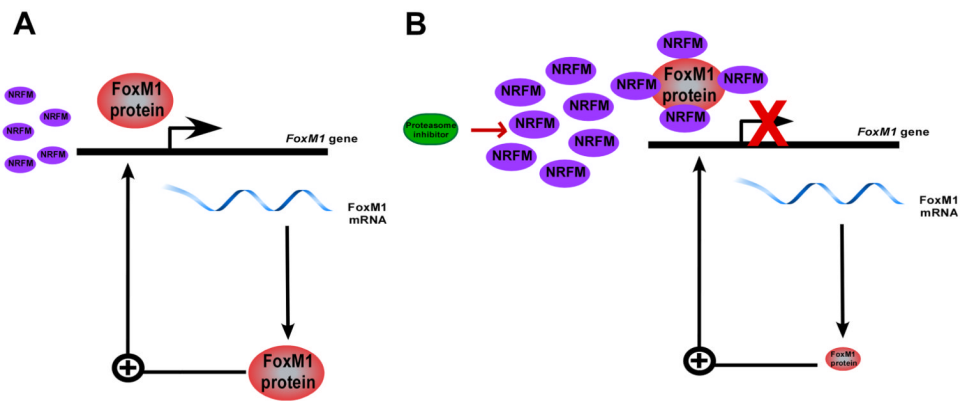 A
FoxM1
protein
NRFM
NRFM
NRFM
NRFM
NRFM
FoxM1 gene
FoxM1
mRNA
+
FoxM1
protein
B
NRFM
NRFM
NRFM
NRFM
NRFM
NRFM
NRFM
NRFM
Proteasome
inhibitor
NRFM
NRFM
FoxM1
protein
NRFM
NRFM
X
FoxM1 gene
FoxM1
mRNA
+
FoxM1
protein